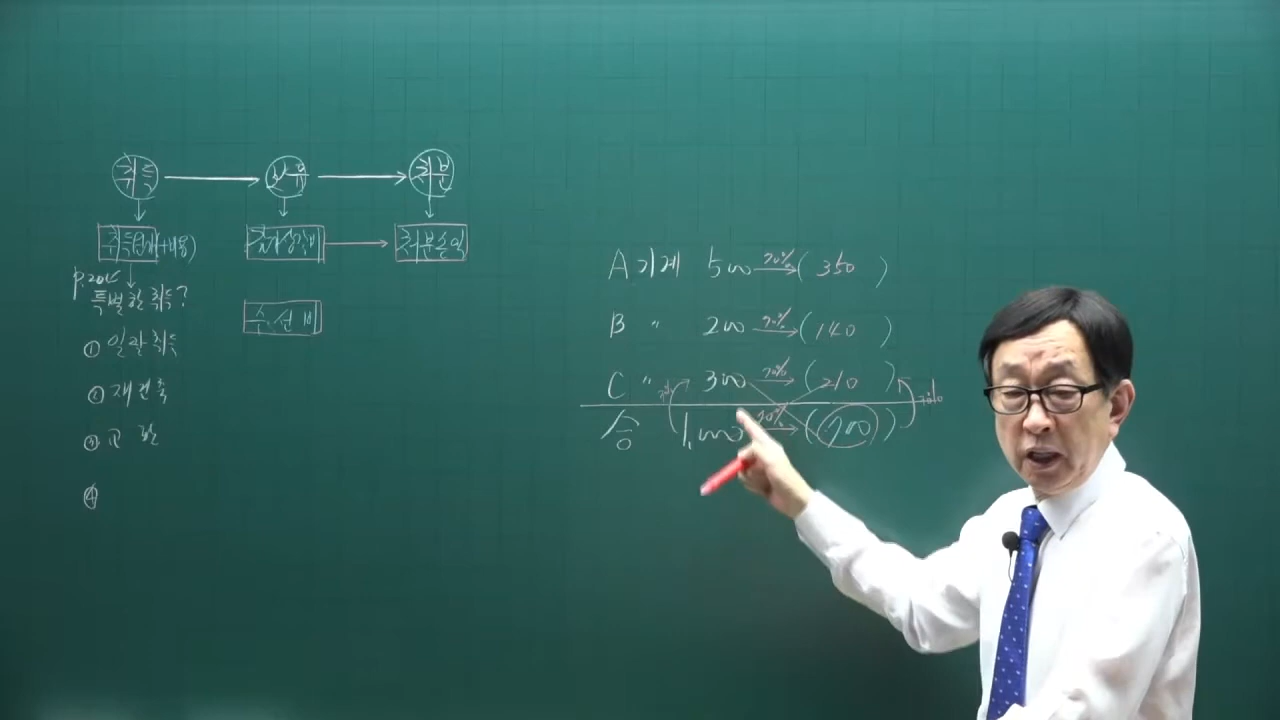 취득 → 보유 → 처분
취득원가(+비용) 감가상각비 → 처분손익
p.20
특별한 취득?
수선비
① 일괄취득
② 재건축
③ 교환
④
A 기계 500 70% → (350)
B " 200 70% → (140)
C " 300 70% → (210)
合 1,000 70% → (700)